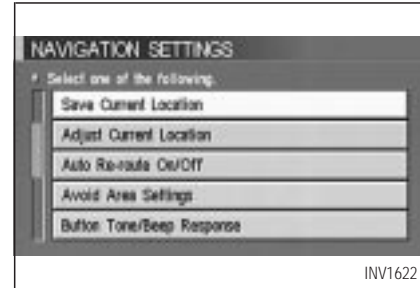 NAVIGATION SETTINGS
Select one of the following.
Save Current Location
Adjust Current Location
Auto Re-route On/Off
Avoid Area Settings
Button Tone/Beep Response
INV1622